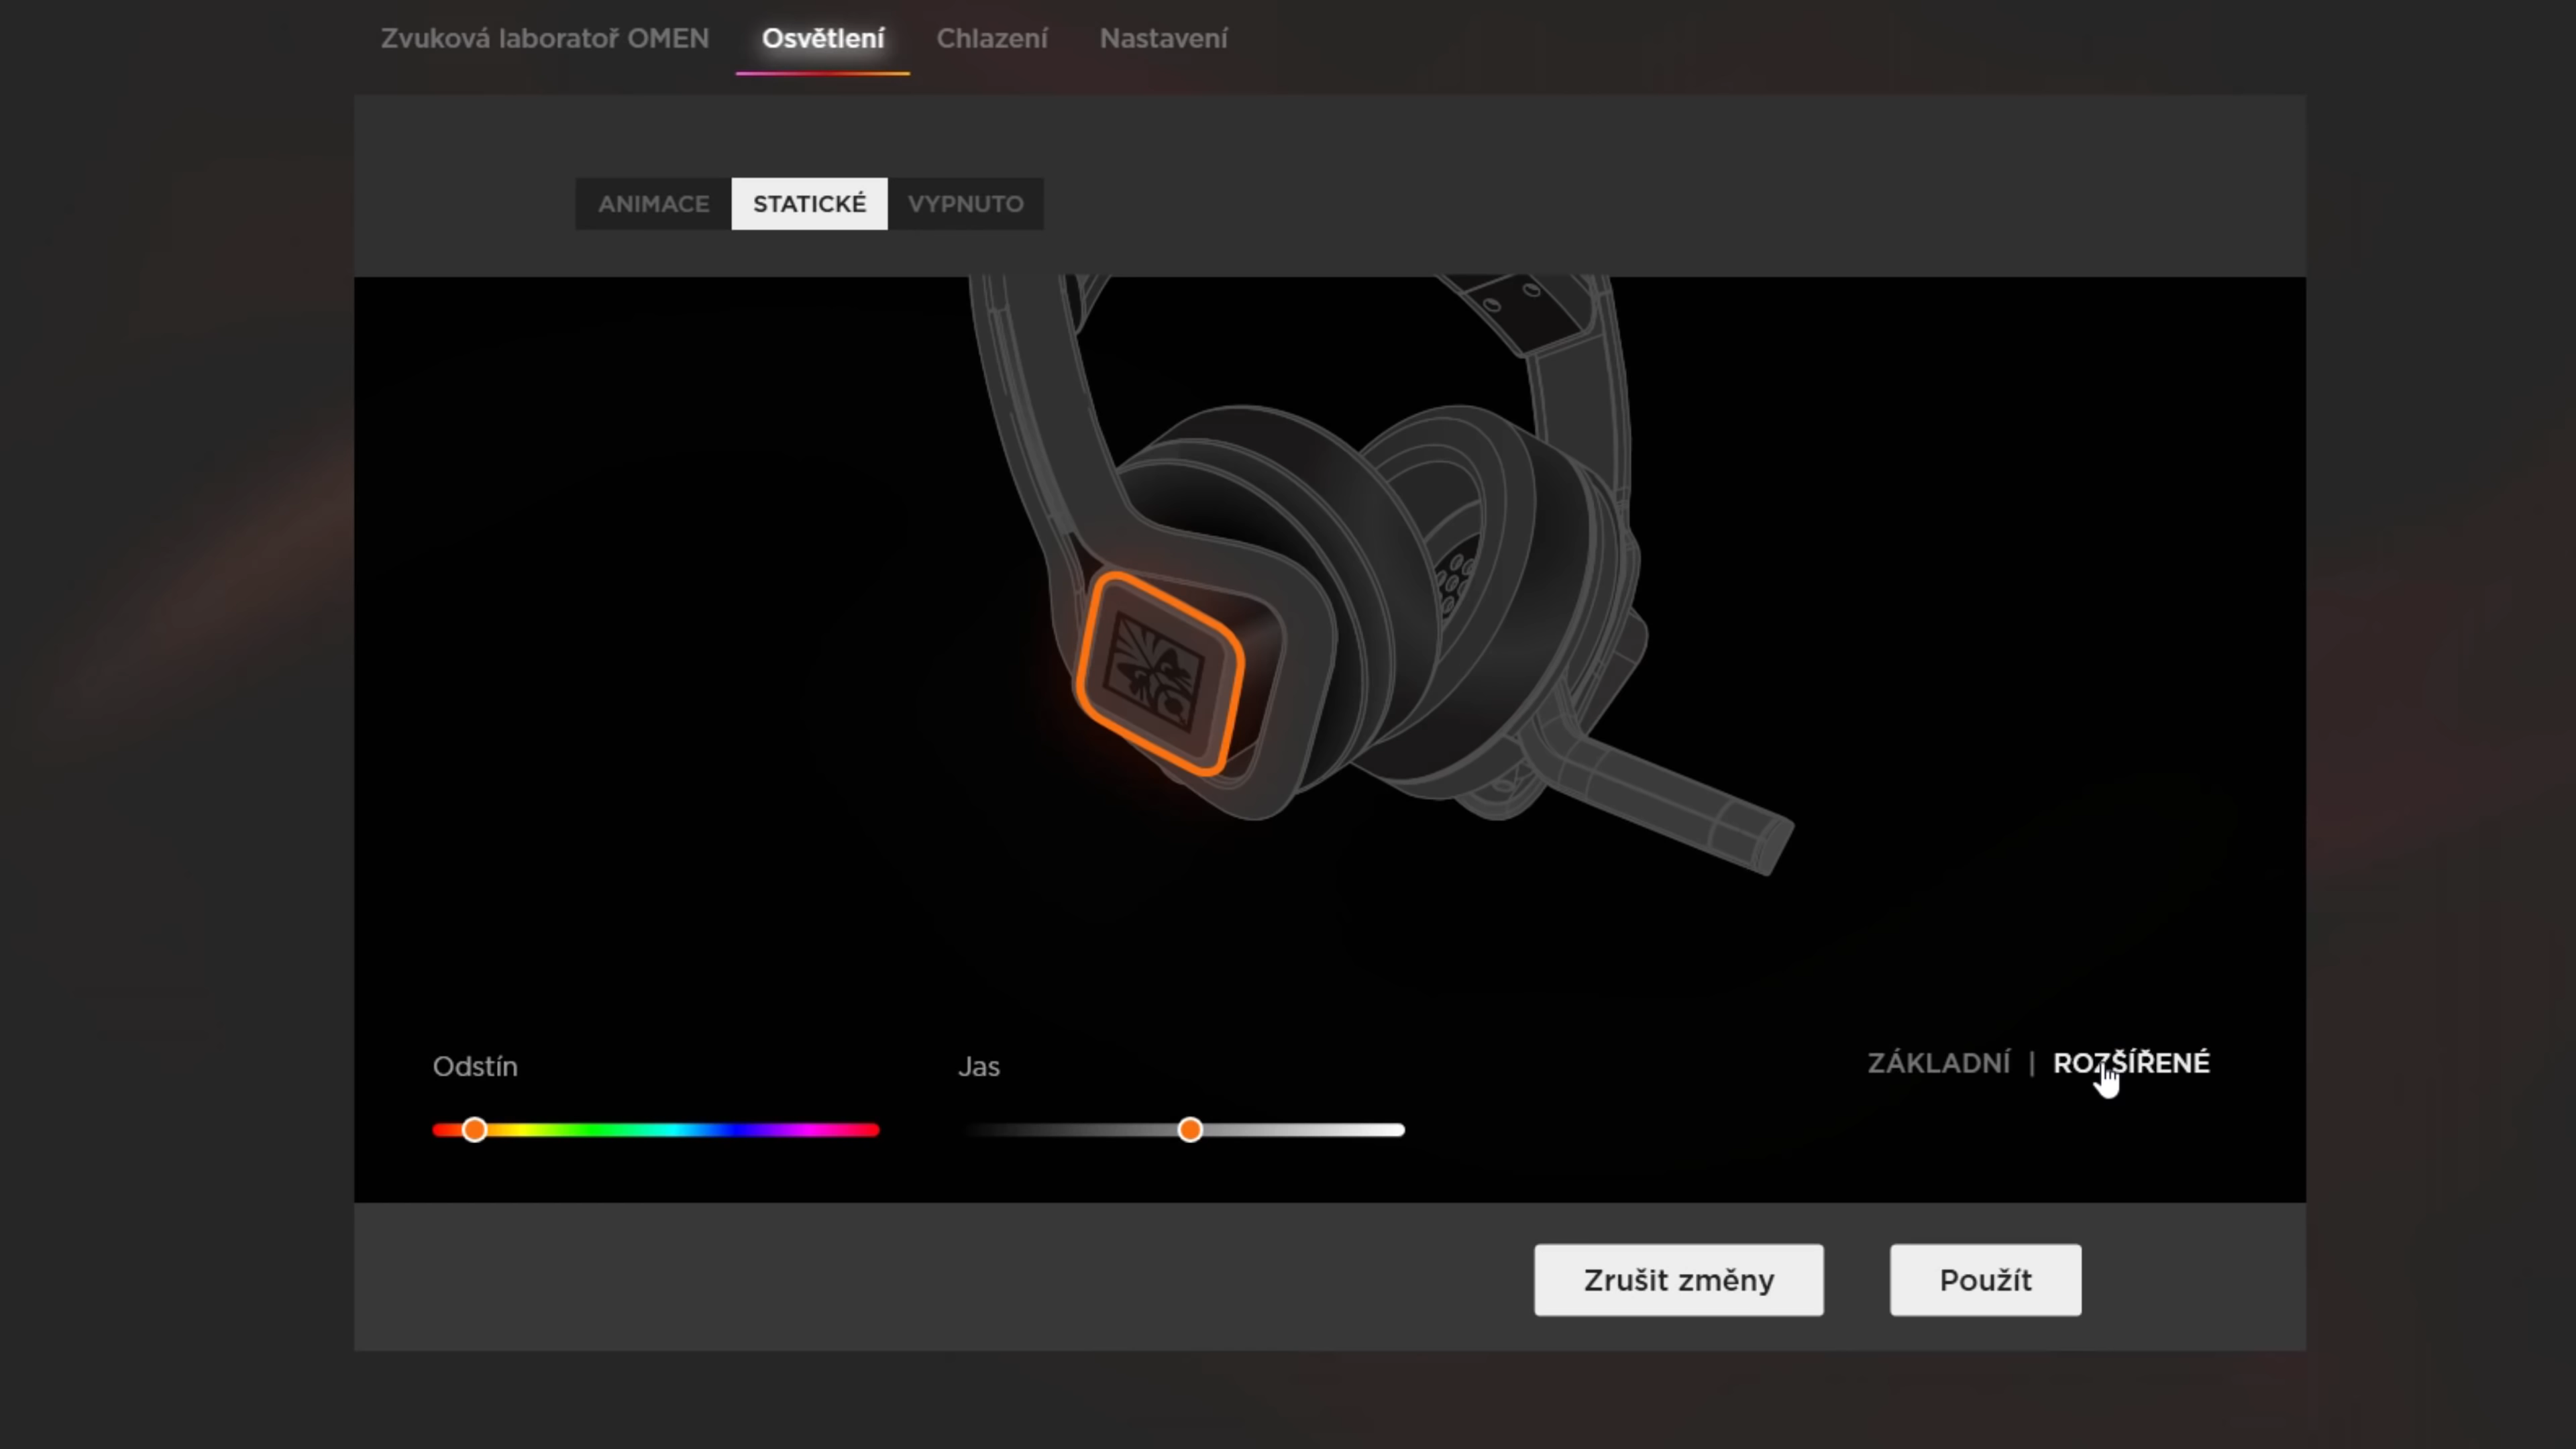 Zvuková laboratoř OMEN Osvětlení Chlazení Nastavení
ANIMACE STATICKÉ VYPNUTO
Odstín Jas ZÁKLADNÍ | ROZŠÍŘENÉ
Zrušit změny Použít